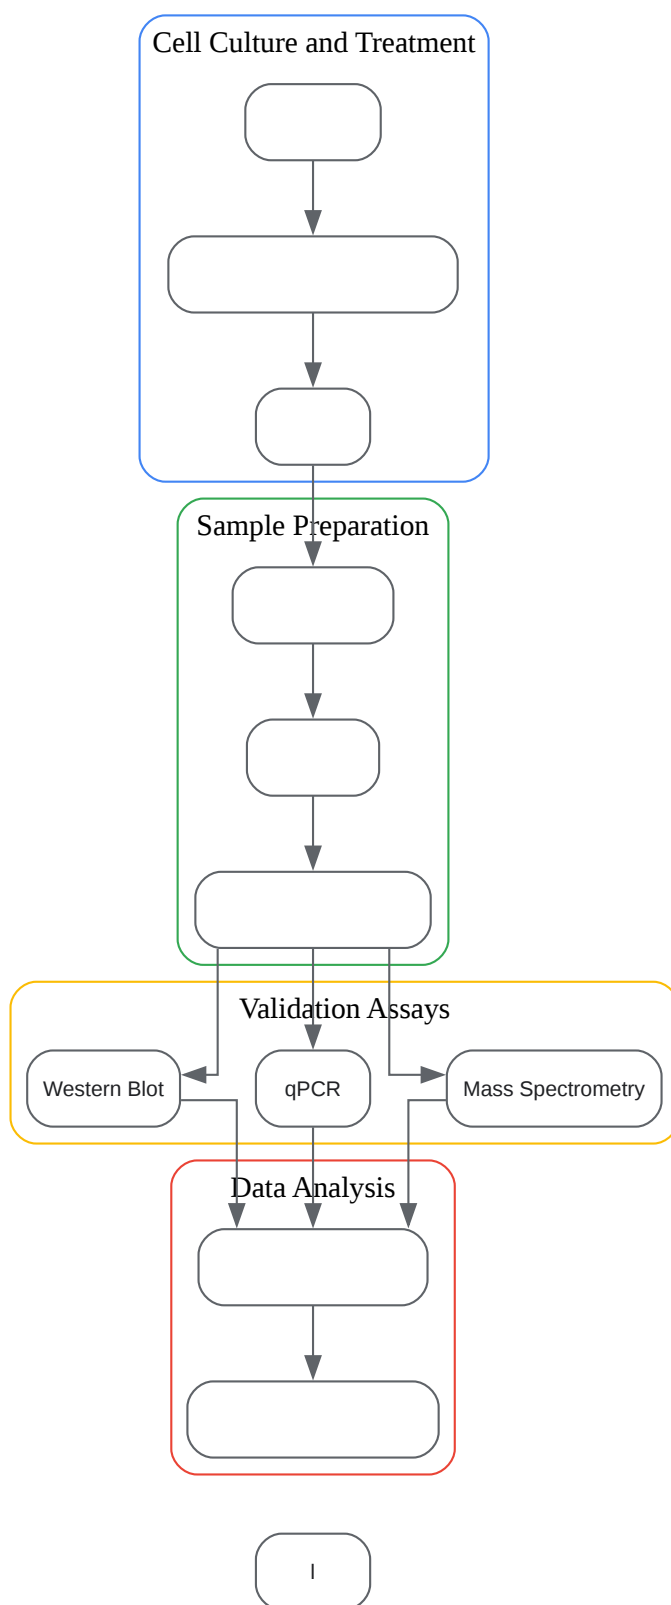 Cell Culture and Treatment
Sample Preparation
Validation Assays
Western Blot
qPCR
Mass Spectrometry
Data Analysis
I